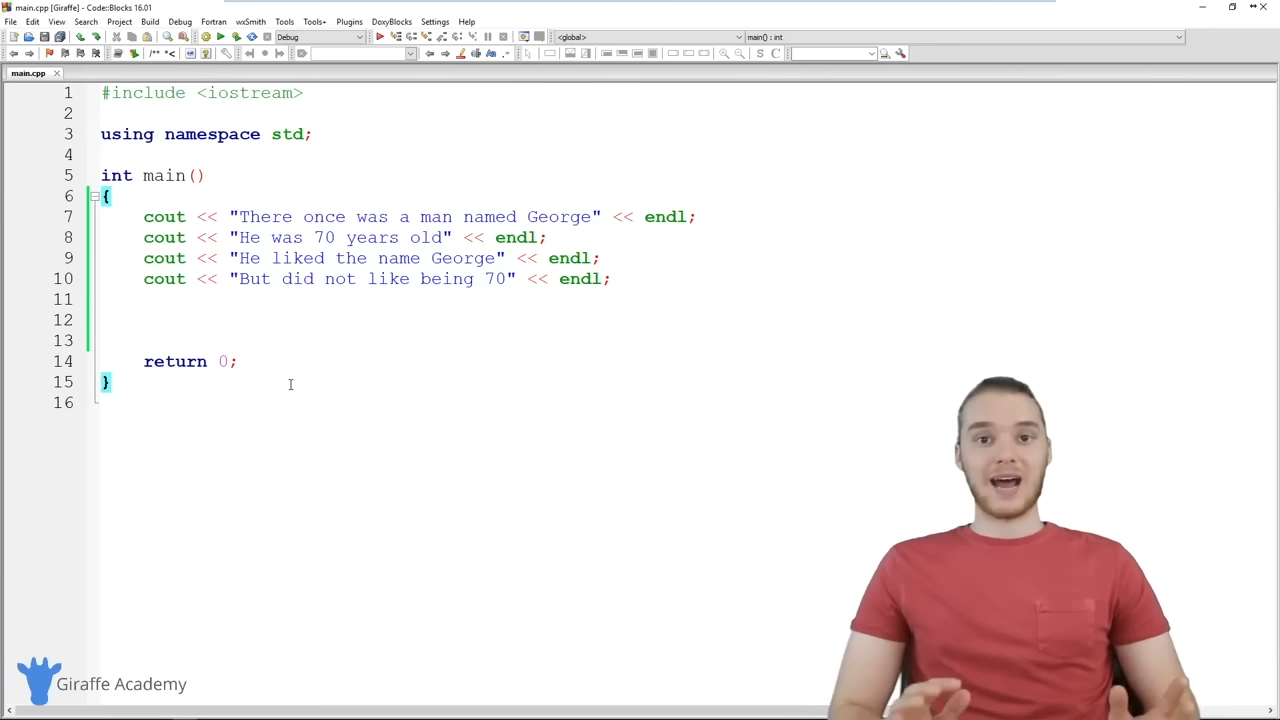 main.cpp [Giraffe] - Code::Blocks 16.01
File Edit View Search Project Build Debug Fortran wxSmith Tools Tools+ Plugins DoxyBlocks Settings Help
Debug <global> main() : int
/** *<
S C
main.cpp
1 #include <iostream>
2
3 using namespace std;
4
5 int main()
6 {
7 cout << "There once was a man named George" << endl;
8 cout << "He was 70 years old" << endl;
9 cout << "He liked the name George" << endl;
10 cout << "But did not like being 70" << endl;
11
12
13
14 return 0;
15 }
16
Giraffe Academy